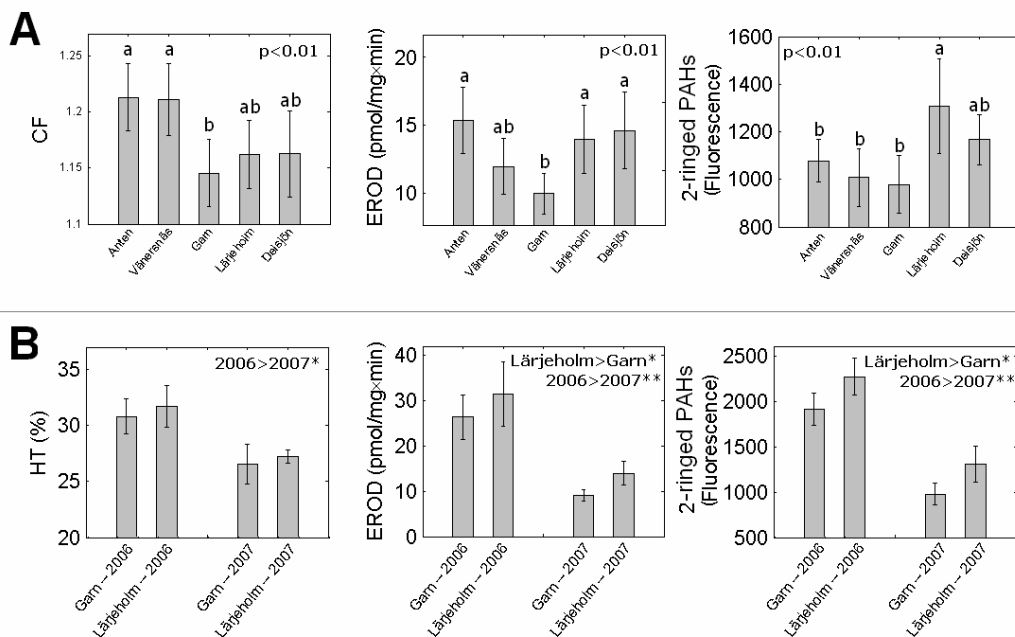 A
CF
1.25
1.2
1.15
1.1
a
a
b
ab
ab
p<0.01
Anten
Vänersnäs
Garn
Lärjeholm
Delsjön
EROD (pmol/mg×min)
20
15
10
a
ab
b
a
a
p<0.01
Anten
Vänersnäs
Garn
Lärjeholm
Delsjön
2-ringed PAHs
(Fluorescence)
1600
1400
1200
1000
800
p<0.01
b
b
b
a
ab
Anten
Vänersnäs
Garn
Lärjeholm
Delsjön
B
HT (%)
35
30
25
20
2006>2007*
Garn – 2006
Lärjeholm – 2006
Garn – 2007
Lärjeholm – 2007
EROD (pmol/mg×min)
40
30
20
10
0
Lärjeholm>Garn*
2006>2007**
Garn – 2006
Lärjeholm – 2006
Garn – 2007
Lärjeholm – 2007
2-ringed PAHs
(Fluorescence)
2500
2000
1500
1000
500
Lärjeholm>Garn*
2006>2007**
Garn – 2006
Lärjeholm – 2006
Garn – 2007
Lärjeholm – 2007